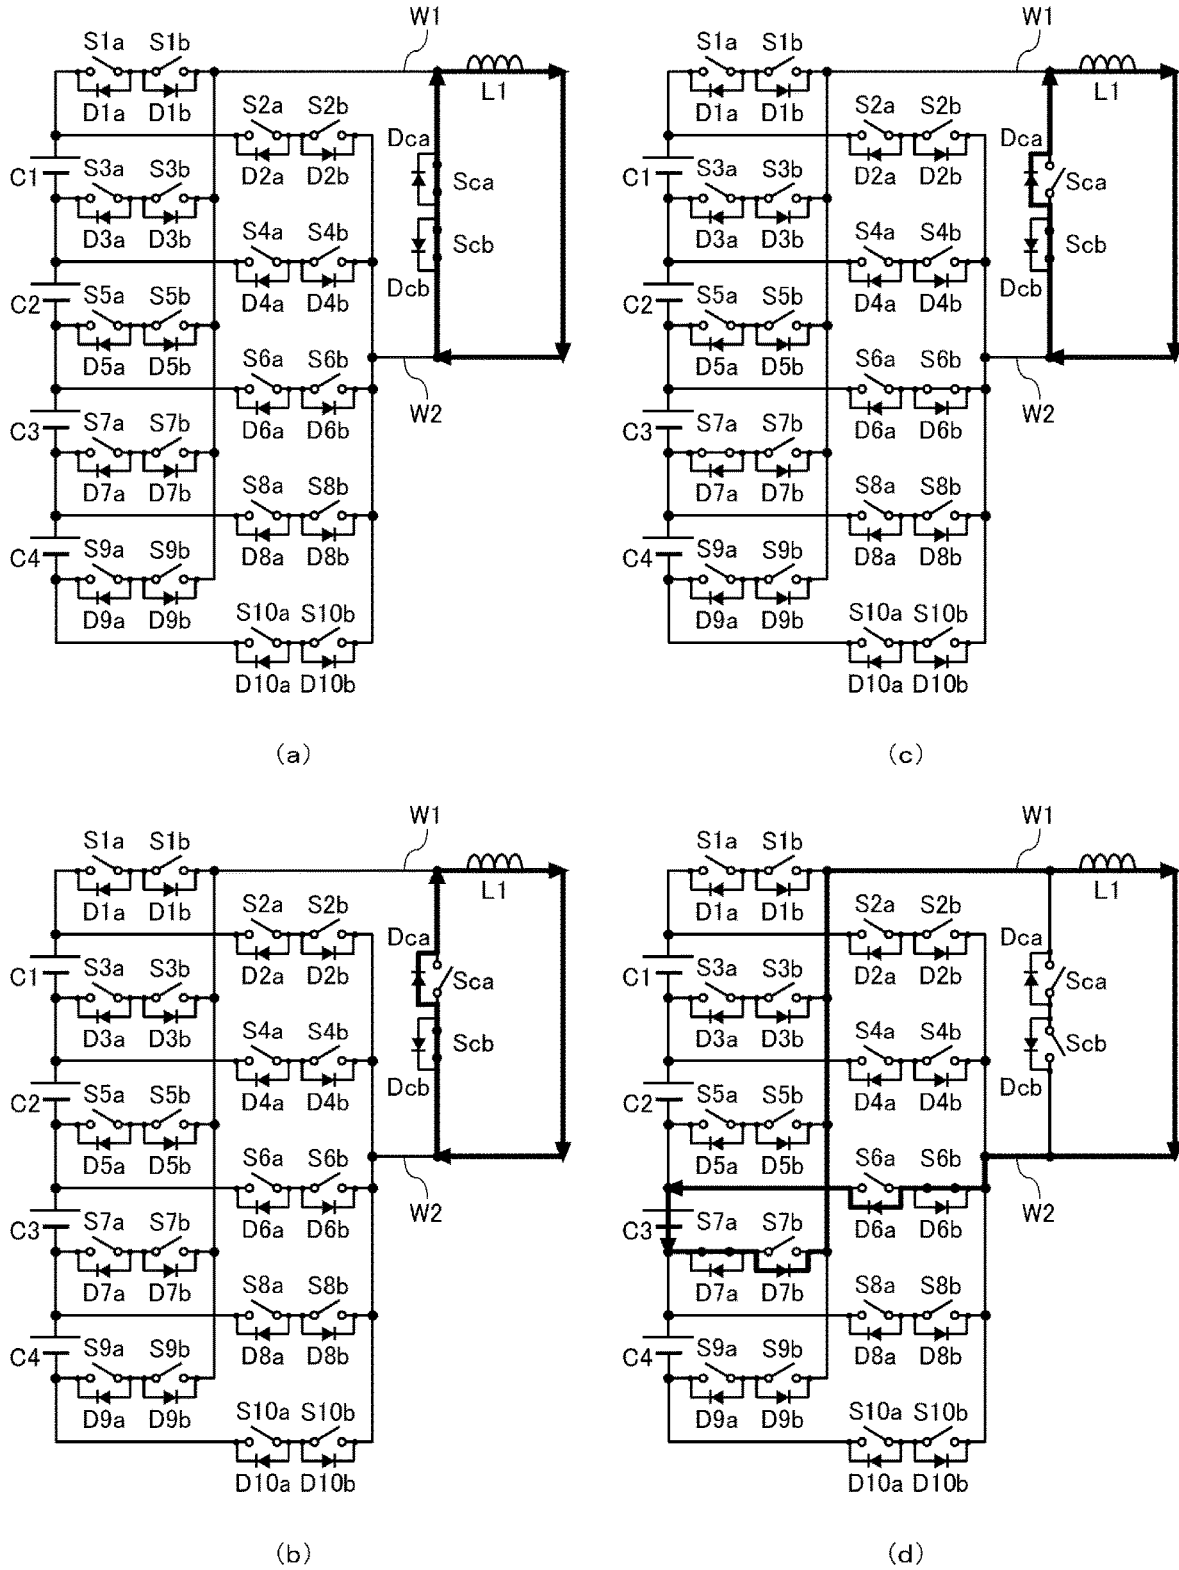 W1
S1a S1b
L1
D1a D1b
S2a S2b
Dca
C1
S3a S3b
D2a D2b
Sca
D3a D3b
S4a S4b
Scb
Dcb
C2
S5a S5b
D4a D4b
D5a D5b
S6a S6b
W2
C3
S7a S7b
D6a D6b
D7a D7b
S8a S8b
C4
S9a S9b
D8a D8b
D9a D9b
S10a S10b
D10a D10b
(a)
W1
S1a S1b
L1
D1a D1b
S2a S2b
Dca
C1
S3a S3b
D2a D2b
Sca
D3a D3b
S4a S4b
Scb
Dcb
C2
S5a S5b
D4a D4b
D5a D5b
S6a S6b
W2
C3
S7a S7b
D6a D6b
D7a D7b
S8a S8b
C4
S9a S9b
D8a D8b
D9a D9b
S10a S10b
D10a D10b
(c)
W1
S1a S1b
L1
D1a D1b
S2a S2b
Dca
C1
S3a S3b
D2a D2b
Sca
D3a D3b
S4a S4b
Scb
Dcb
C2
S5a S5b
D4a D4b
D5a D5b
S6a S6b
W2
C3
S7a S7b
D6a D6b
D7a D7b
S8a S8b
C4
S9a S9b
D8a D8b
D9a D9b
S10a S10b
D10a D10b
(b)
W1
S1a S1b
L1
D1a D1b
S2a S2b
Dca
C1
S3a S3b
D2a D2b
Sca
D3a D3b
S4a S4b
Scb
Dcb
C2
S5a S5b
D4a D4b
D5a D5b
S6a S6b
W2
C3
S7a S7b
D6a D6b
D7a D7b
S8a S8b
C4
S9a S9b
D8a D8b
D9a D9b
S10a S10b
D10a D10b
(d)